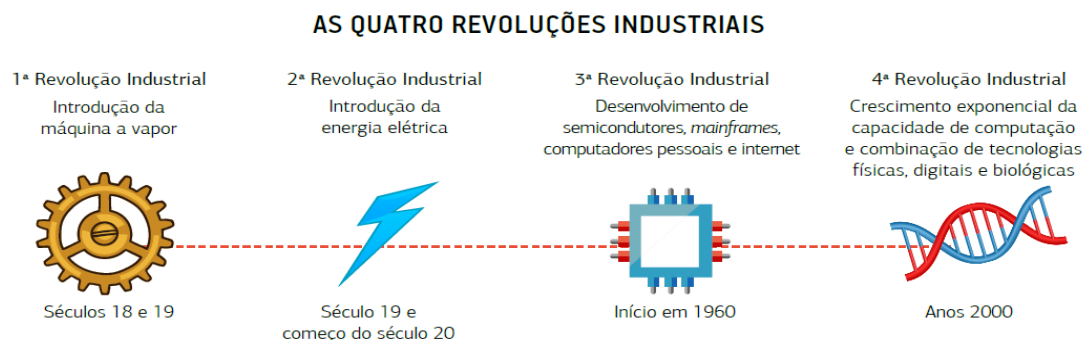 AS QUATRO REVOLUÇÕES INDUSTRIAIS
1ª Revolução Industrial
Introdução da
máquina a vapor
Séculos 18 e 19
2ª Revolução Industrial
Introdução da
energia elétrica
Século 19 e
começo do século 20
3ª Revolução Industrial
Desenvolvimento de
semicondutores, mainframes,
computadores pessoais e internet
Início em 1960
4ª Revolução Industrial
Crescimento exponencial da
capacidade de computação
e combinação de tecnologias
físicas, digitais e biológicas
Anos 2000